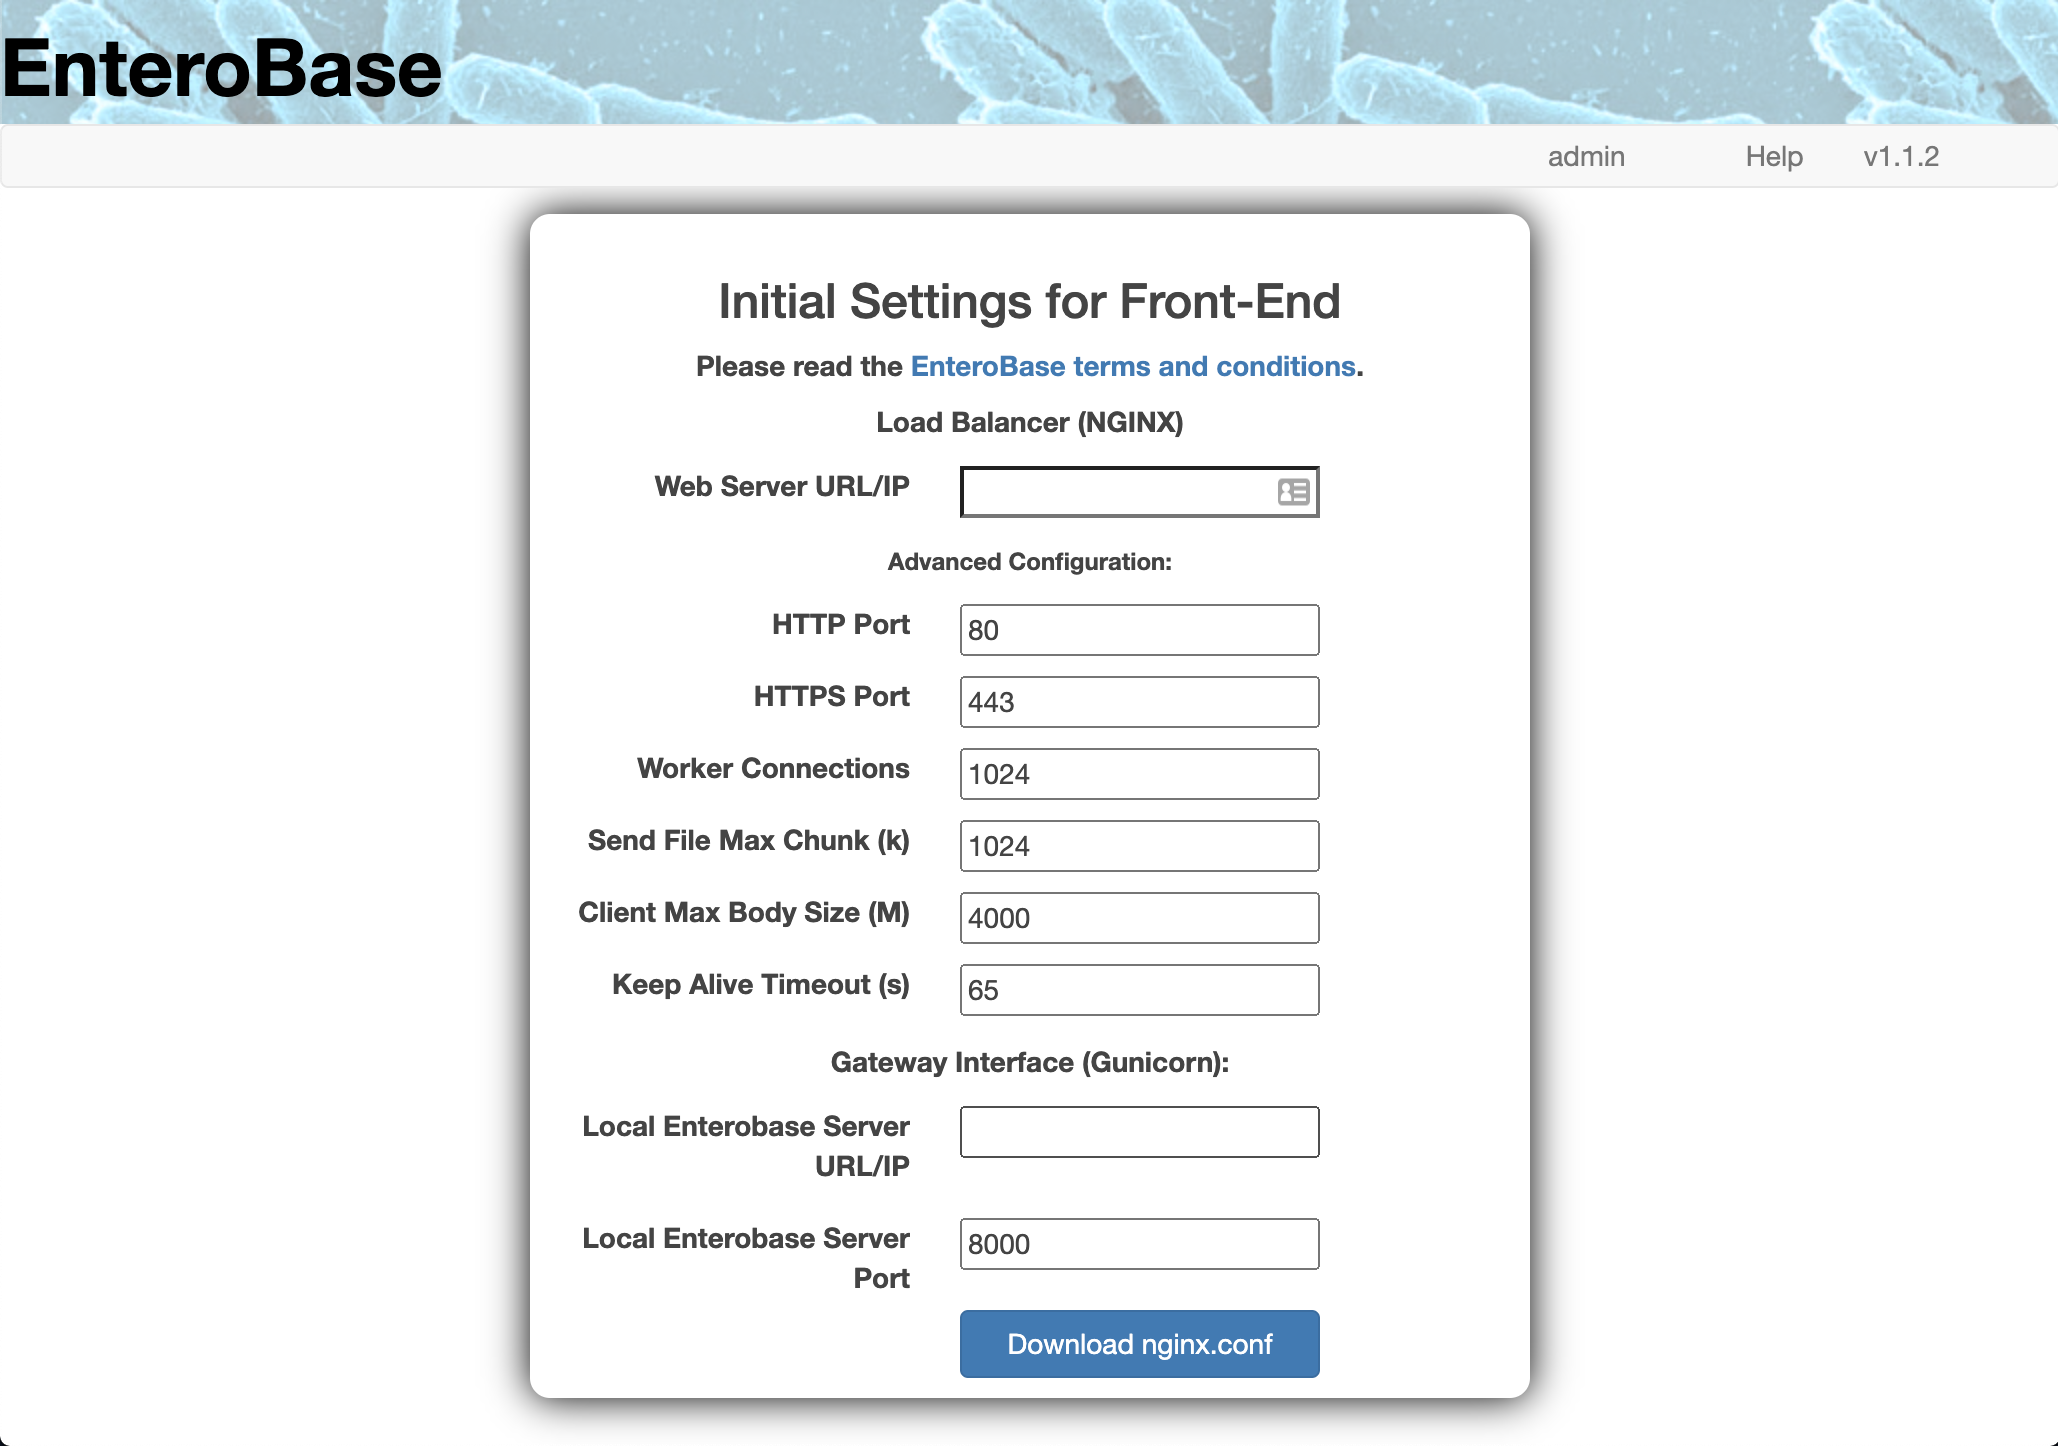 EnteroBase
admin Help v1.1.2
Initial Settings for Front-End
Please read the EnteroBase terms and conditions.
Load Balancer (NGINX)
Web Server URL/IP
Advanced Configuration:
HTTP Port 80
HTTPS Port 443
Worker Connections 1024
Send File Max Chunk (k) 1024
Client Max Body Size (M) 4000
Keep Alive Timeout (s) 65
Gateway Interface (Gunicorn):
Local Enterobase Server
URL/IP
Local Enterobase Server 8000
Port
Download nginx.conf